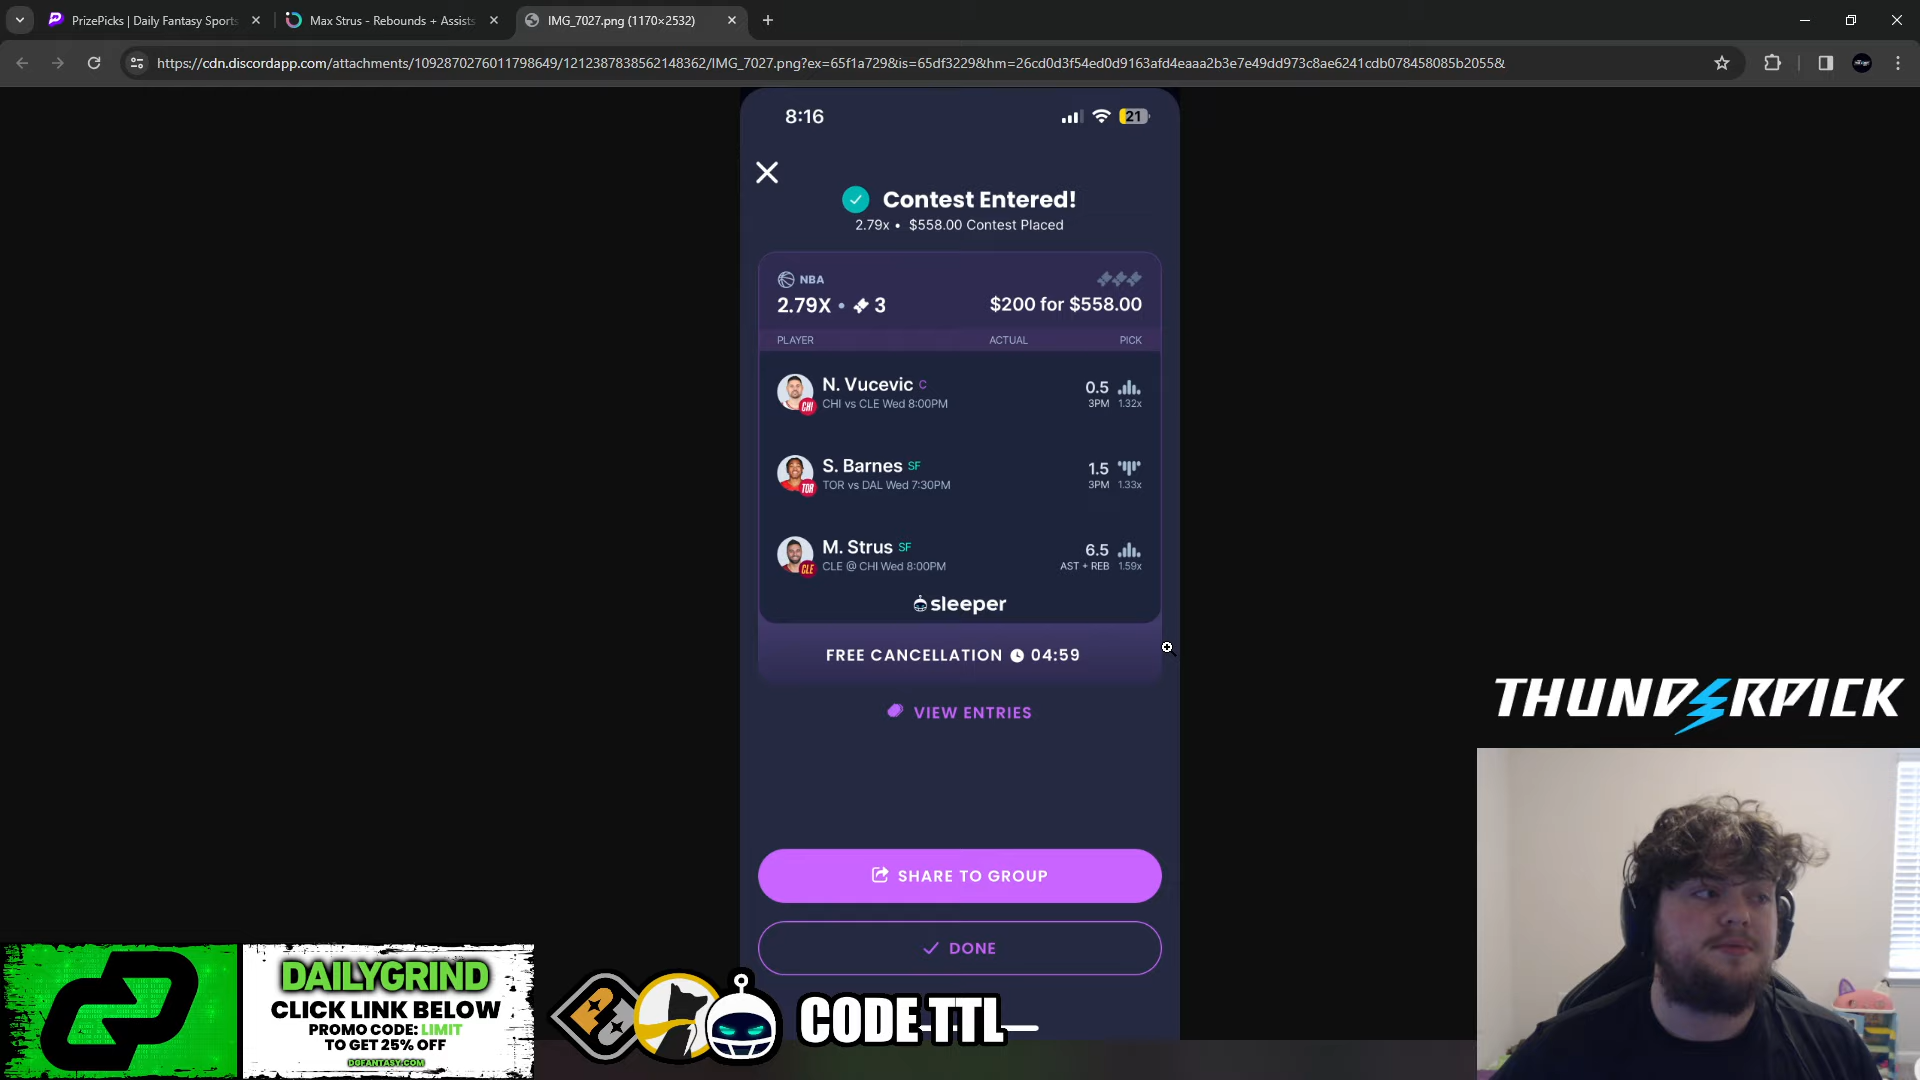 PrizePicks | Daily Fantasy Sports
Max Strus - Rebounds + Assists
IMG_7027.png (1170×2532)
https://cdn.discordapp.com/attachments/1092870276011798649/1212387838562148362/IMG_7027.png?ex=65f1a729&is=65df3229&hm=26cd0d3f54ed0d9163afd4eaaa2b3e7e49dd973c8ae6241cdb078458085b2055&
8:16
21
Contest Entered!
2.79x • $558.00 Contest Placed
NBA
2.79X • 3
$200 for $558.00
PLAYER ACTUAL PICK
N. Vucevic C
CHI vs CLE Wed 8:00PM
0.5
3PM 1.32x
CHI
S. Barnes SF
TOR vs DAL Wed 7:30PM
1.5
3PM 1.33x
TOR
M. Strus SF
CLE @ CHI Wed 8:00PM
6.5
AST + REB 1.59x
CLE
sleeper
FREE CANCELLATION 04:59
VIEW ENTRIES
SHARE TO GROUP
DONE
THUNDERPICK
DAILYGRIND
CLICK LINK BELOW
PROMO CODE: LIMIT
TO GET 25% OFF
DGFANTASY.COM
CODE TTL